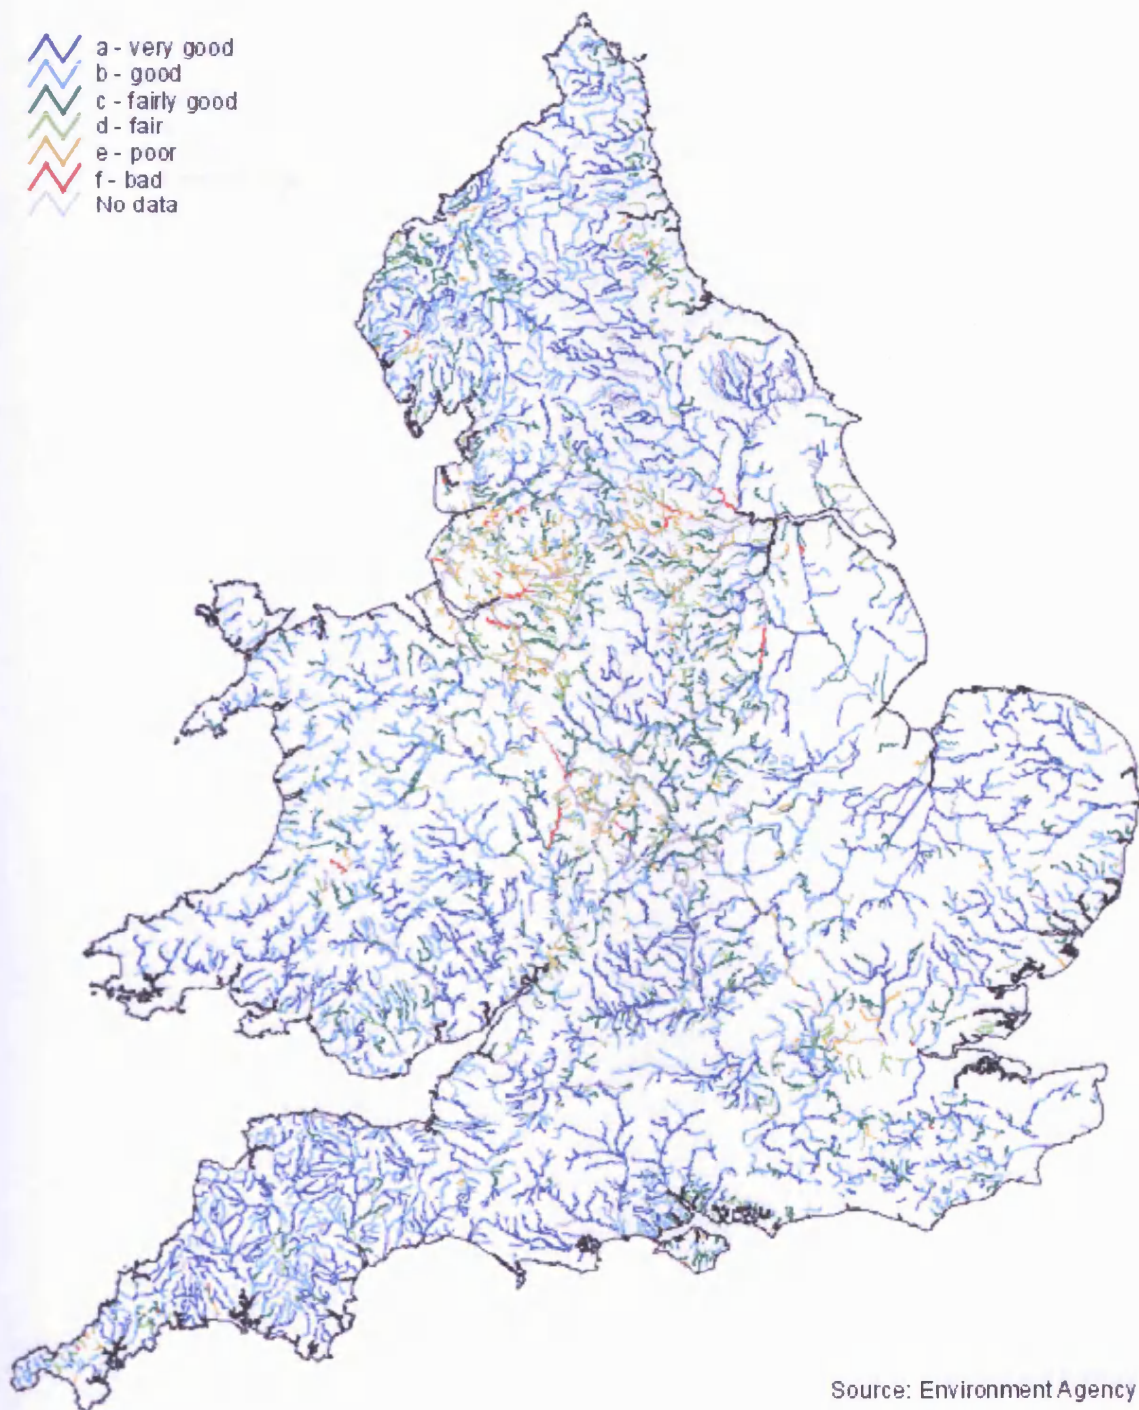 a - very good
b - good
c - fairly good
d - fair
e - poor
f - bad
No data
Source: Environment Agency